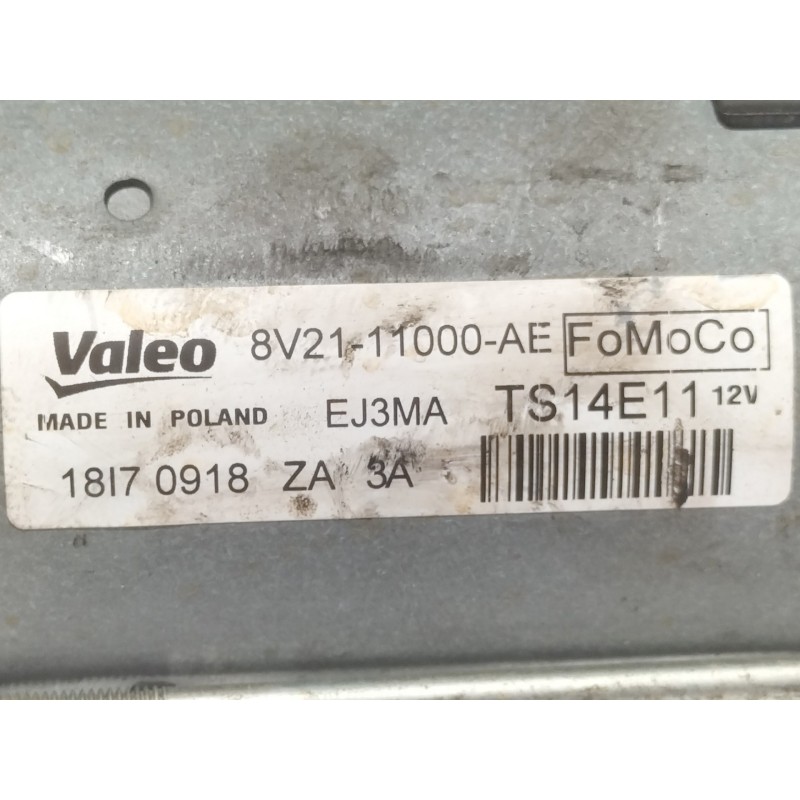 Valeo 8V21-11000-AE FoMoCo
MADE IN POLAND EJ3MA TS14E11 12V
18I7 0918 ZA 3A